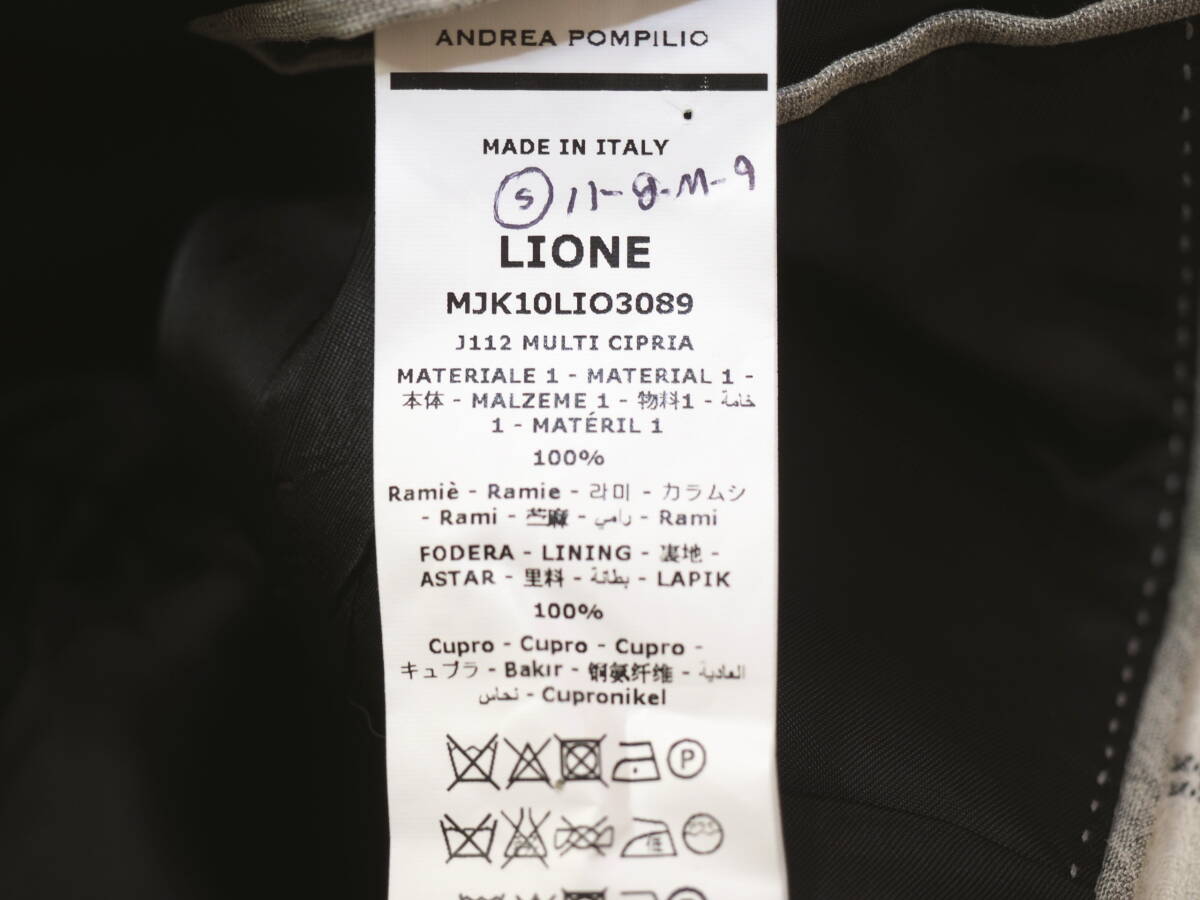 ANDREA POMPILIO
MADE IN ITALY
S 11-8-M-9
LIONE
MJK10LIO3089
J112 MULTI CIPRIA
MATERIALE 1 - MATERIAL 1 -
本体 - MALZEME 1 - 物料1 - خامة
1 - MATÉRIL 1
100%
Ramiè - Ramie - 라미 - カラムシ
- Rami - 苎麻 - رامي - Rami
FODERA - LINING - 裏地 -
ASTAR - 里料 - بطانة - LAPIK
100%
Cupro - Cupro - Cupro -
キュプラ - Bakır - 铜氨纤维 - العادية
نحاس - Cupronikel
P
低